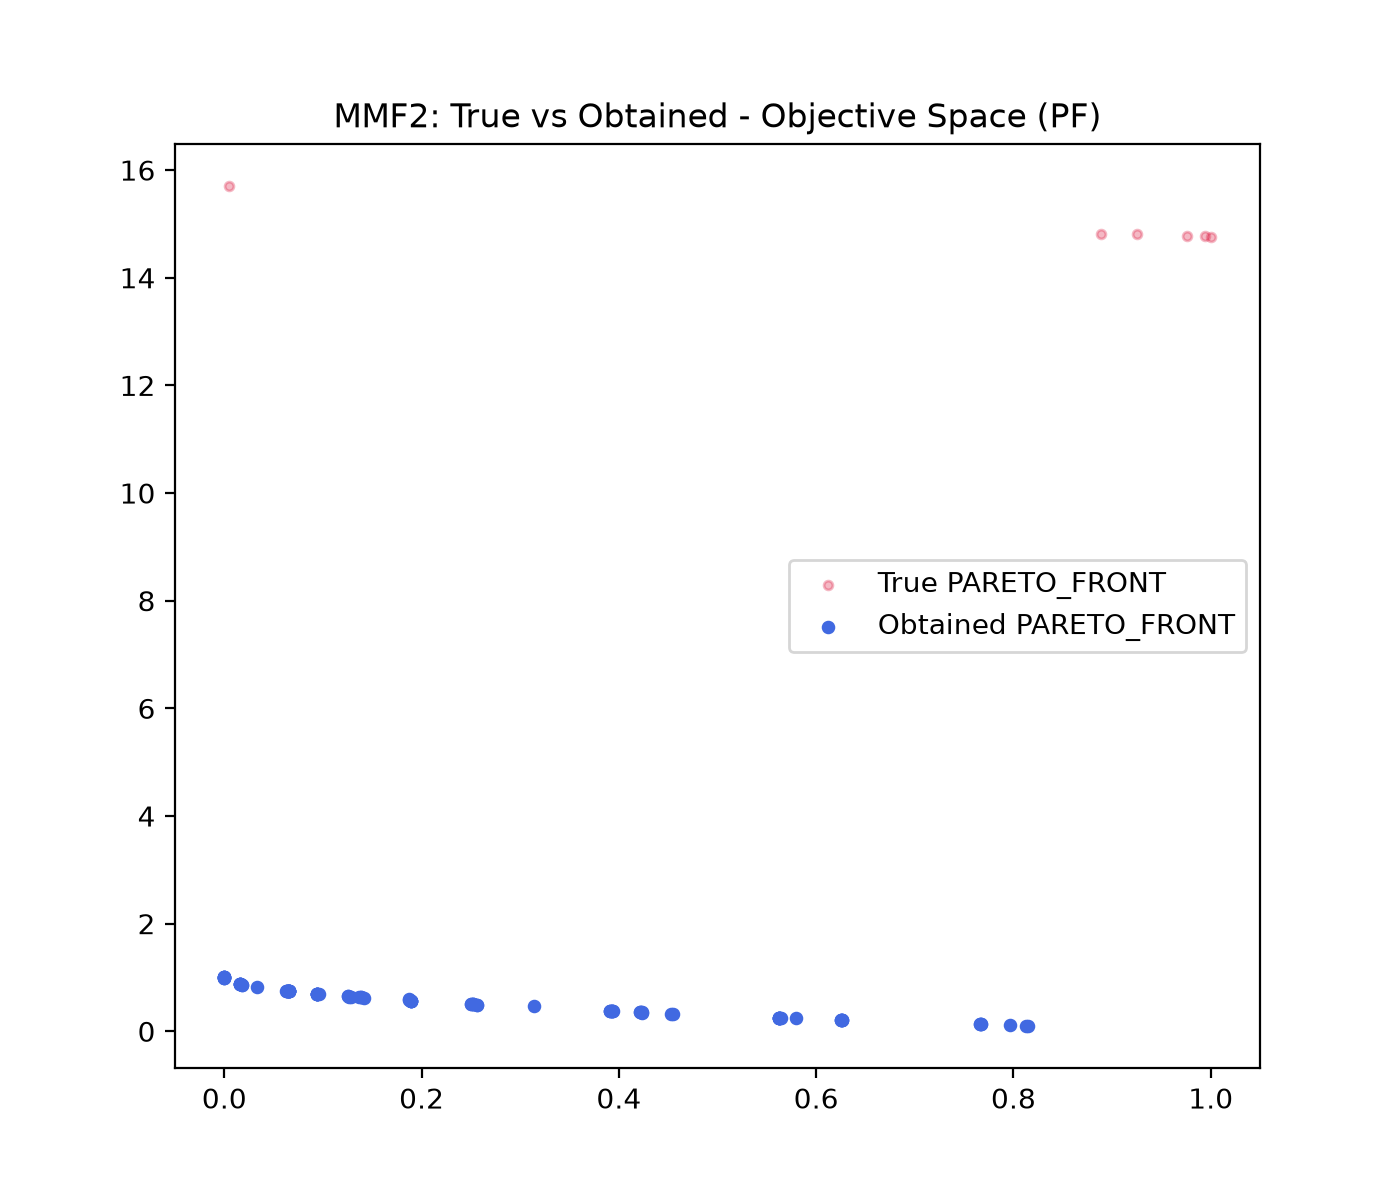 MMF2: True vs Obtained - Objective Space (PF)
16
14
12
10
8
6
4
2
0
True PARETO_FRONT
Obtained PARETO_FRONT
0.0 0.2 0.4 0.6 0.8 1.0